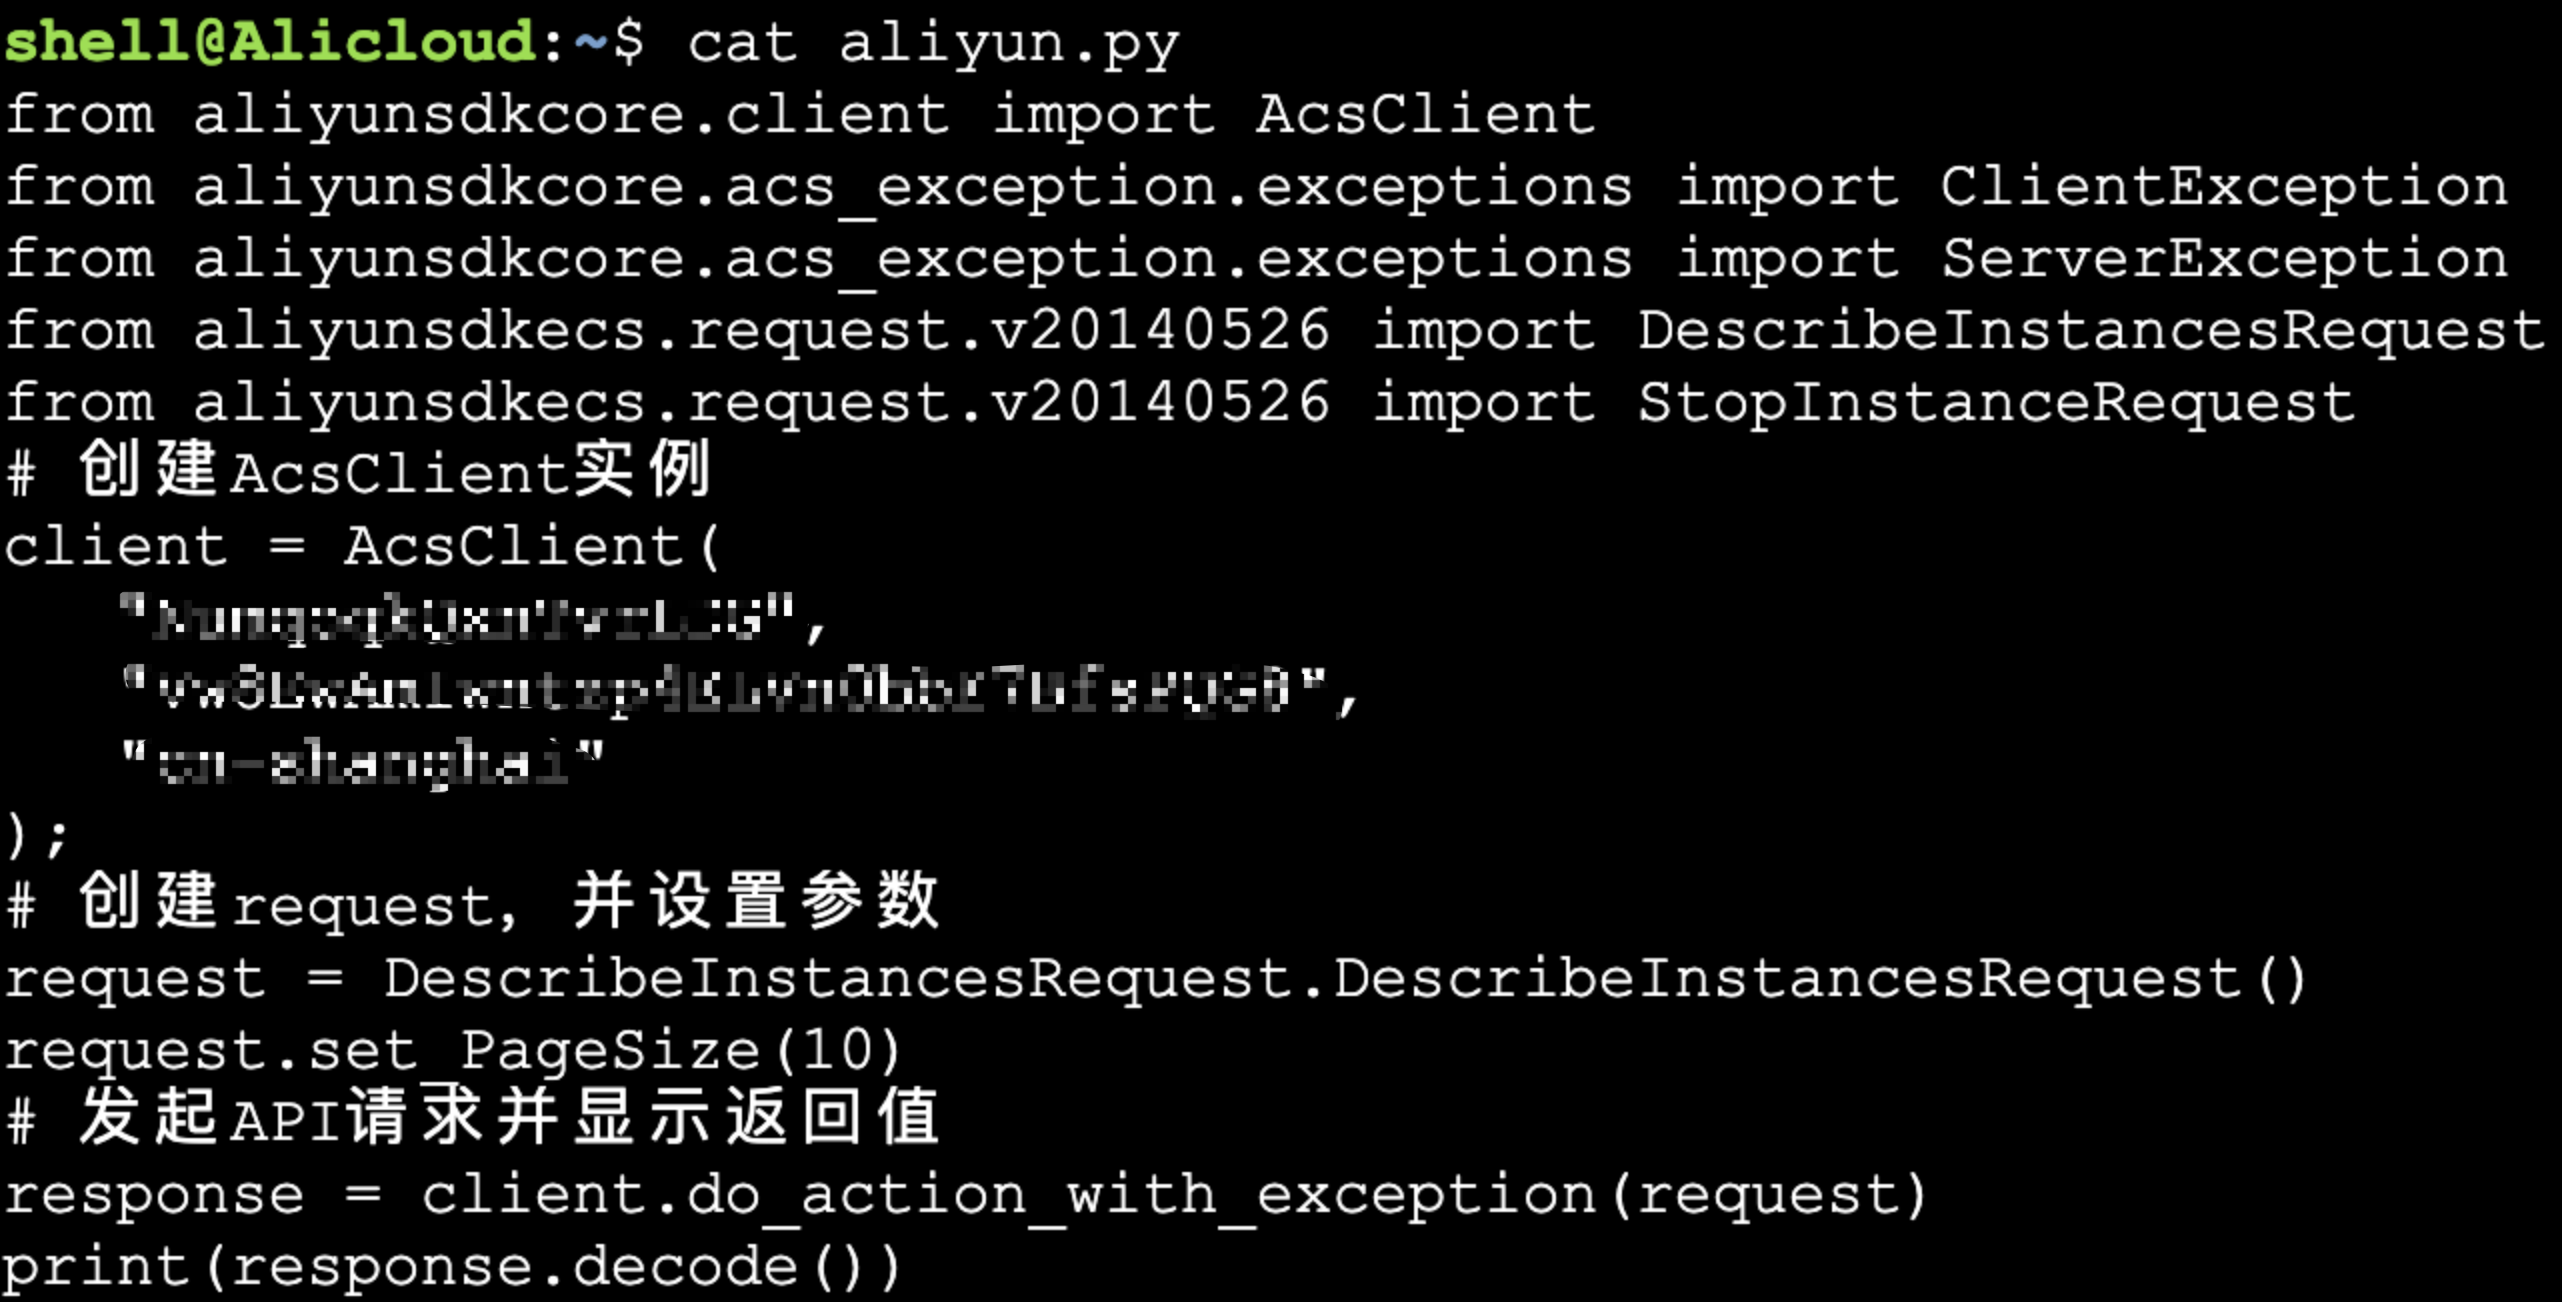 shell@Alicloud:~$ cat aliyun.py
from aliyunsdkcore.client import AcsClient
from aliyunsdkcore.acs_exception.exceptions import ClientException
from aliyunsdkcore.acs_exception.exceptions import ServerException
from aliyunsdkecs.request.v20140526 import DescribeInstancesRequest
from aliyunsdkecs.request.v20140526 import StopInstanceRequest
# 创建AcsClient实例
client = AcsClient(
"cn-shanghai"
);
# 创建request, 并设置参数
request = DescribeInstancesRequest.DescribeInstancesRequest()
request.set_PageSize(10)
# 发起API请求并显示返回值
response = client.do_action_with_exception(request)
print(response.decode())